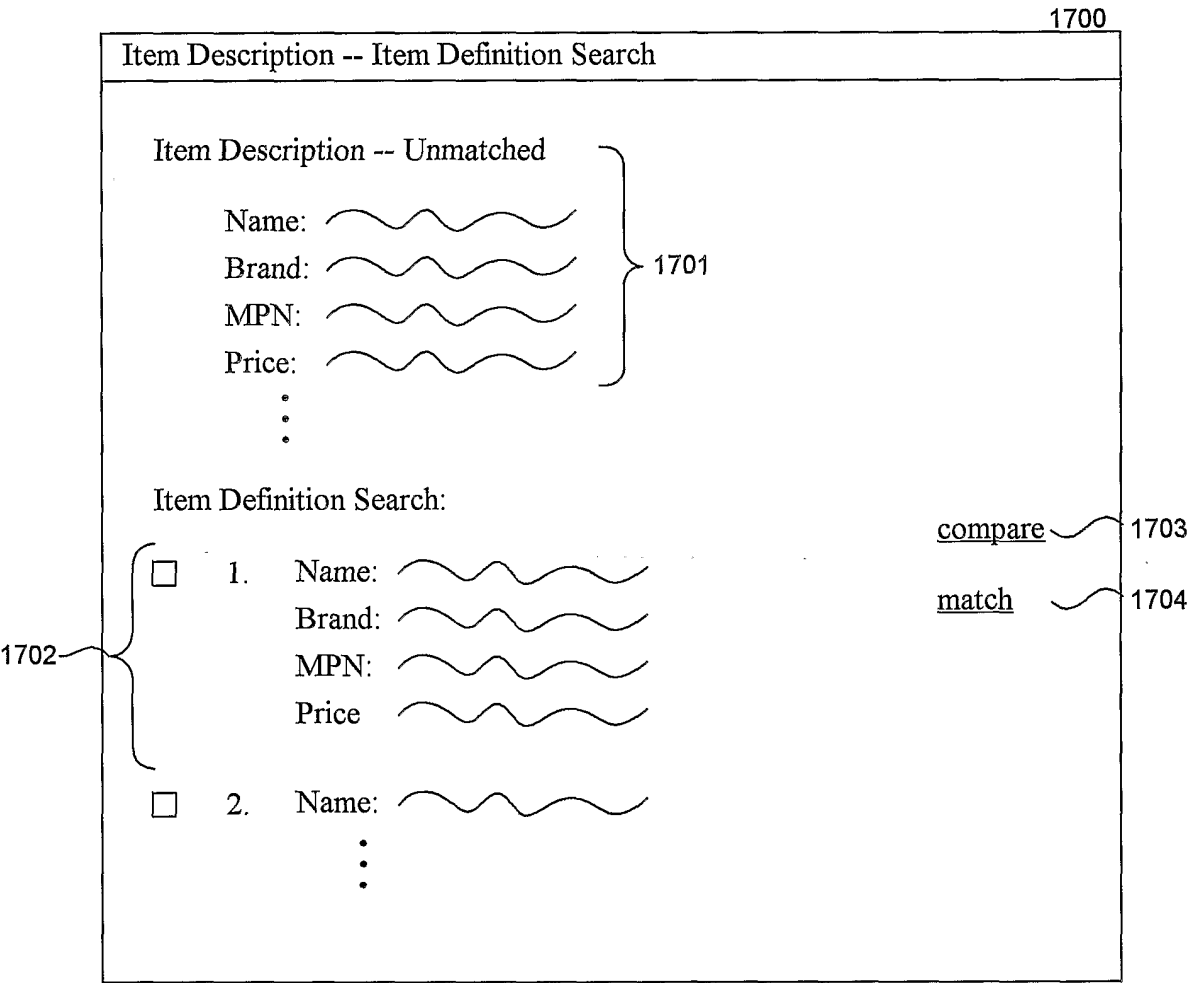 1700
Item Description -- Item Definition Search
Item Description -- Unmatched
Name:
Brand:
1701
MPN:
Price:
Item Definition Search:
compare 1703
1. Name:
match 1704
Brand:
1702
MPN:
Price
2. Name: